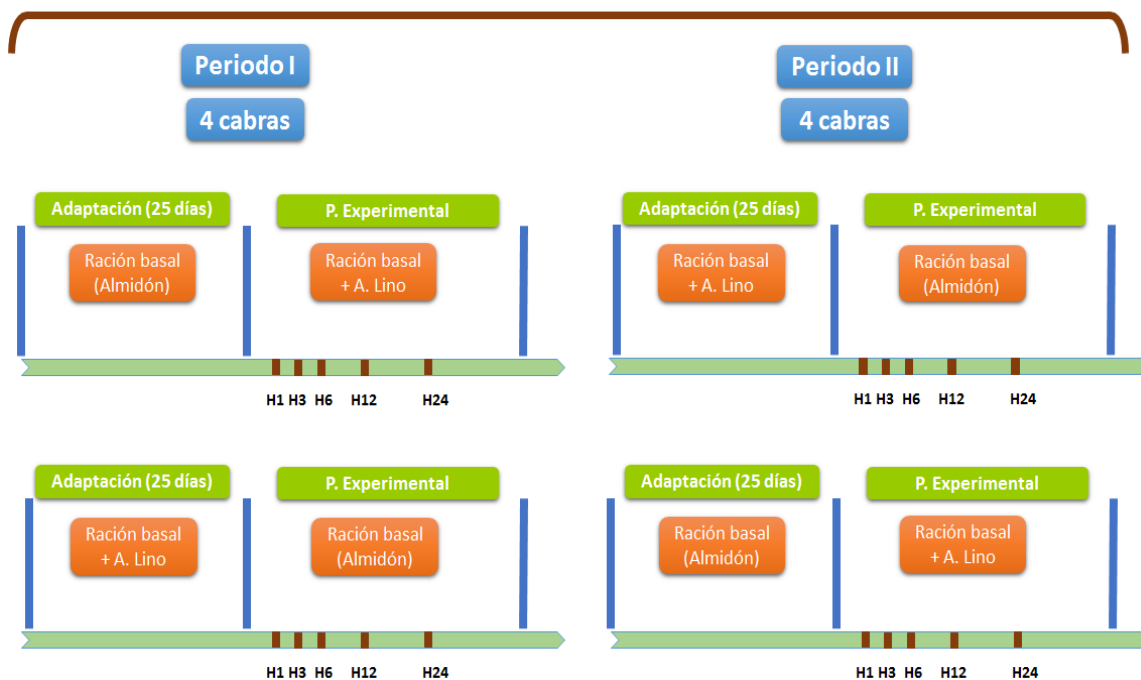 Periodo I
4 cabras
Periodo II
4 cabras
Adaptación (25 días)
P. Experimental
Ración basal
(Almidón)
Ración basal
+ A. Lino
H1 H3 H6 H12 H24
Adaptación (25 días)
P. Experimental
Ración basal
+ A. Lino
Ración basal
(Almidón)
H1 H3 H6 H12 H24
Adaptación (25 días)
P. Experimental
Ración basal
+ A. Lino
Ración basal
(Almidón)
H1 H3 H6 H12 H24
Adaptación (25 días)
P. Experimental
Ración basal
(Almidón)
Ración basal
+ A. Lino
H1 H3 H6 H12 H24